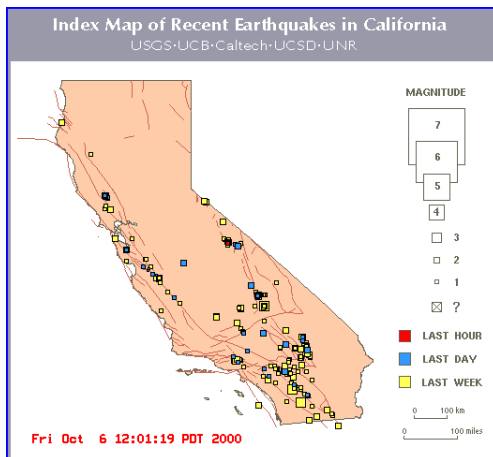 Index Map of Recent Earthquakes in California
USGS·UCB·Caltech·UCSD·UNR
MAGNITUDE
7
6
5
4
3
2
1
?
LAST HOUR
LAST DAY
LAST WEEK
0 100 km
0 100 miles
Fri Oct 6 12:01:19 PDT 2000